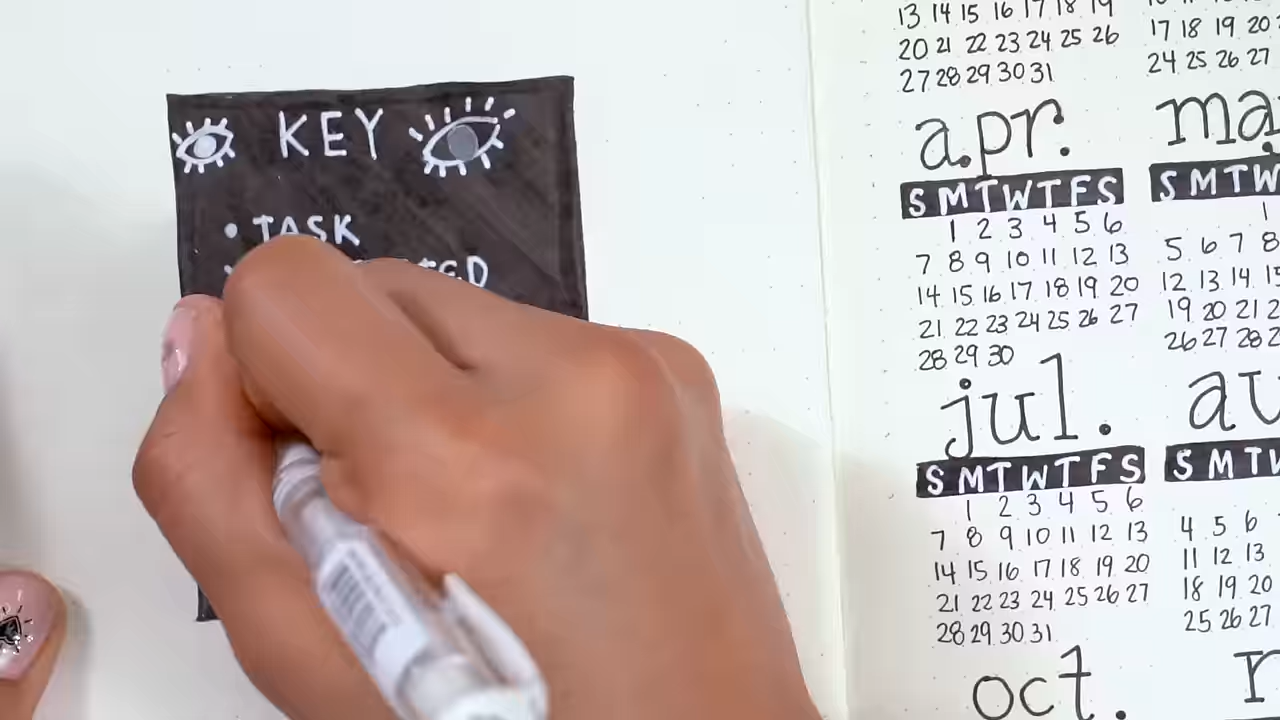 KEY
• TASK
13 14 15 16 17 18 19
20 21 22 23 24 25 26
27 28 29 30 31
17 18 19 20
24 25 26 27
apr.
S M T W T F S
1 2 3 4 5 6
7 8 9 10 11 12 13
14 15 16 17 18 19 20
21 22 23 24 25 26 27
28 29 30
S M T W
1
5 6 7 8
12 13 14 15
19 20 21 2
26 27 28 2
jul.
S M T W T F S
1 2 3 4 5 6
7 8 9 10 11 12 13
14 15 16 17 18 19 20
21 22 23 24 25 26 27
28 29 30 31
S M T W
4 5 6
11 12 13
18 19 20
25 26 27
oct.